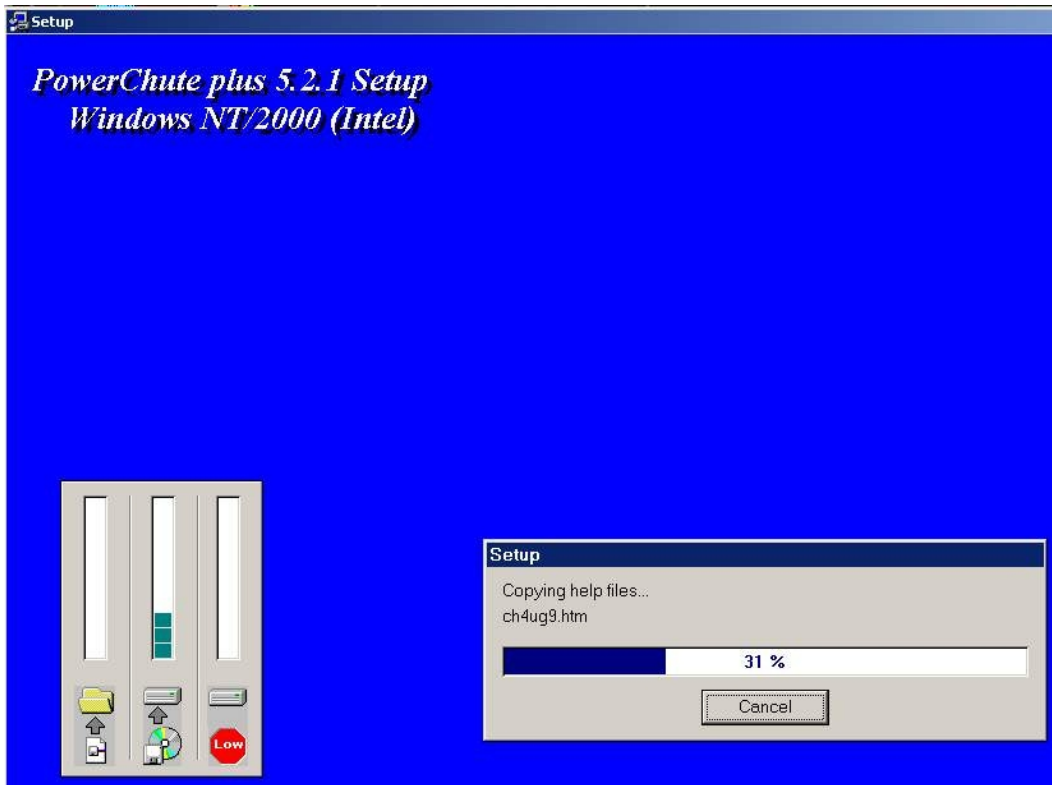 Setup
PowerChute plus 5.2.1 Setup
Windows NT/2000 (Intel)
Low
Setup
Copying help files...
ch4ug9.htm
31 %
Cancel